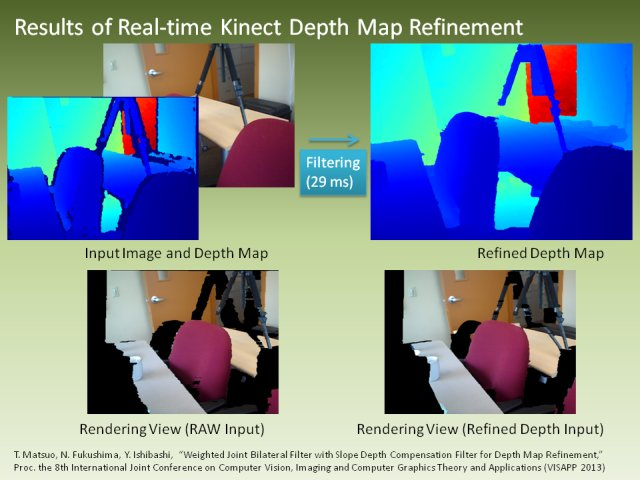 Results of Real-time Kinect Depth Map Refinement
Filtering
(29 ms)
Input Image and Depth Map
Refined Depth Map
Rendering View (RAW Input)
Rendering View (Refined Depth Input)
T. Matsuo, N. Fukushima, Y. Ishibashi, “Weighted Joint Bilateral Filter with Slope Depth Compensation Filter for Depth Map Refinement,”
Proc. the 8th International Joint Conference on Computer Vision, Imaging and Computer Graphics Theory and Applications (VISAPP 2013)